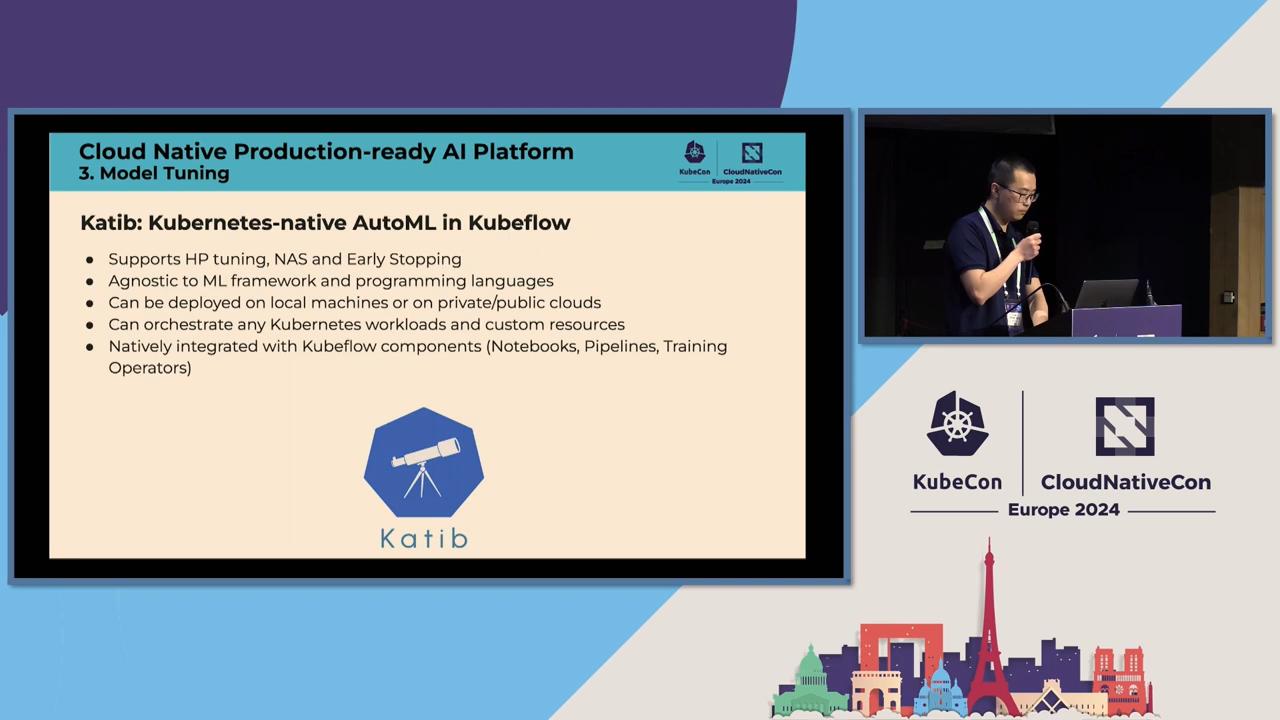 Cloud Native Production-ready AI Platform
3. Model Tuning
KubeCon
CloudNativeCon
Europe 2024
Katib: Kubernetes-native AutoML in Kubeflow
● Supports HP tuning, NAS and Early Stopping
● Agnostic to ML framework and programming languages
● Can be deployed on local machines or on private/public clouds
● Can orchestrate any Kubernetes workloads and custom resources
● Natively integrated with Kubeflow components (Notebooks, Pipelines, Training
Operators)
Katib
KubeCon
CloudNativeCon
Europe 2024